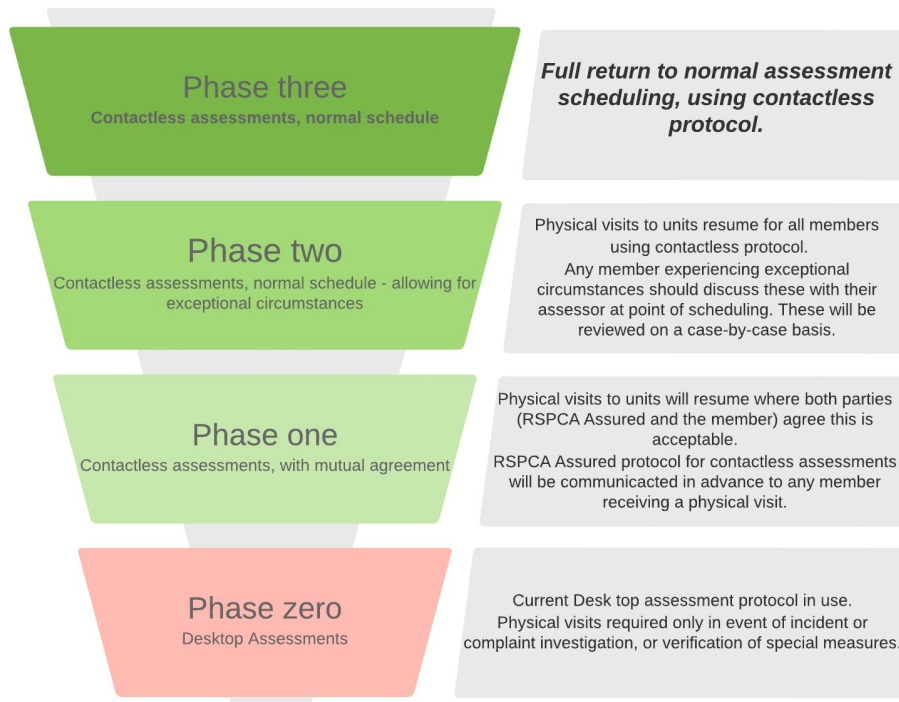 Phase three
Contactless assessments, normal schedule
Full return to normal assessment
scheduling, using contactless
protocol.
Phase two
Contactless assessments, normal schedule - allowing for
exceptional circumstances
Physical visits to units resume for all members
using contactless protocol.
Any member experiencing exceptional
circumstances should discuss these with their
assessor at point of scheduling. These will be
reviewed on a case-by-case basis.
Phase one
Contactless assessments, with mutual agreement
Physical visits to units will resume where both parties
(RSPCA Assured and the member) agree this is
acceptable.
RSPCA Assured protocol for contactless assessments
will be communicacted in advance to any member
receiving a physical visit.
Phase zero
Desktop Assessments
Current Desk top assessment protocol in use.
Physical visits required only in event of incident or
complaint investigation, or verification of special measures.